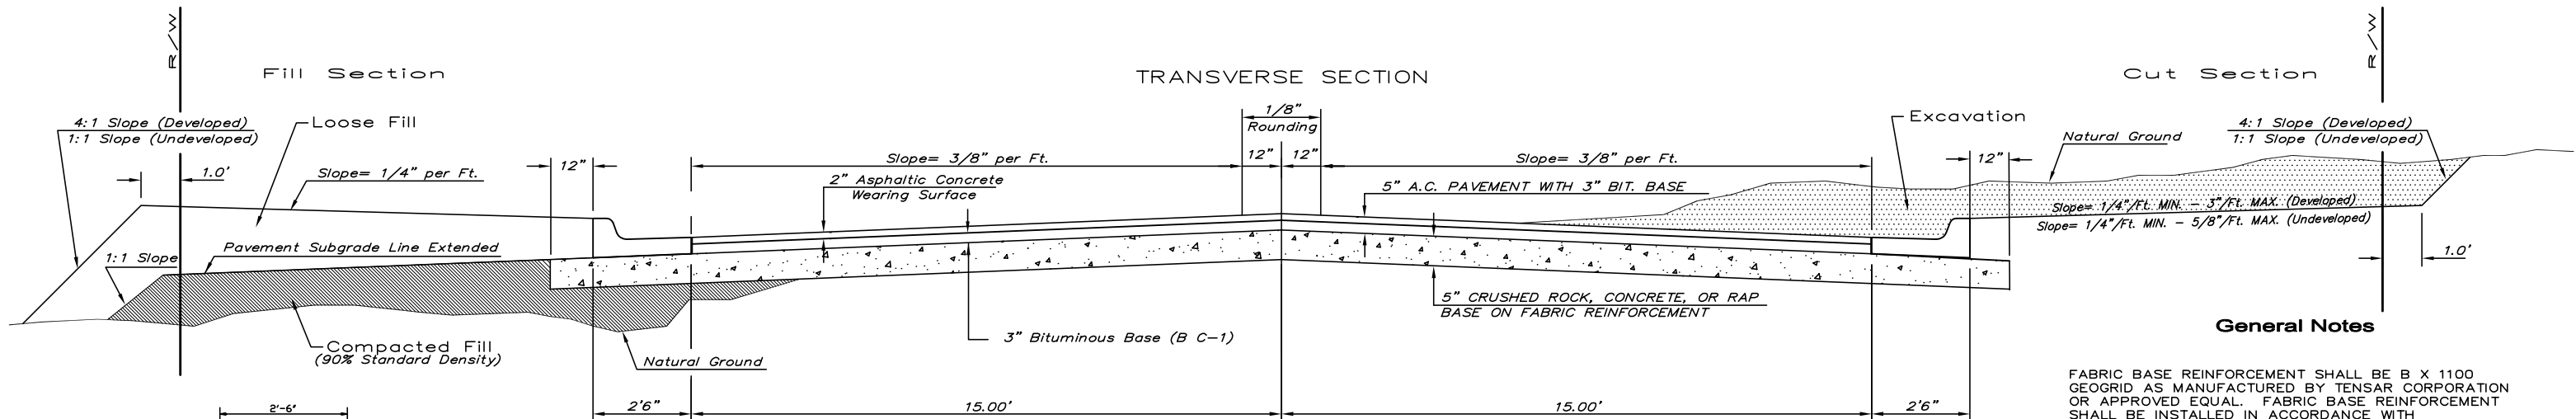 R/W
Fill Section
TRANSVERSE SECTION
Cut Section
R/W
4:1 Slope (Developed)
1:1 Slope (Undeveloped)
Loose Fill
1/8"
Rounding
Excavation
Natural Ground
4:1 Slope (Developed)
1:1 Slope (Undeveloped)
1.0'
Slope= 1/4" per Ft.
12"
Slope= 3/8" per Ft.
12"
12"
Slope= 3/8" per Ft.
12"
2" Asphaltic Concrete
Wearing Surface
5" A.C. PAVEMENT WITH 3" BIT. BASE
Slope= 1/4"/Ft. MIN. - 3"/Ft. MAX. (Developed)
Slope= 1/4"/Ft. MIN. - 5/8"/Ft. MAX. (Undeveloped)
Pavement Subgrade Line Extended
1:1 Slope
1.0'
5" CRUSHED ROCK, CONCRETE, OR RAP
BASE ON FABRIC REINFORCEMENT
3" Bituminous Base (B C-1)
Compacted Fill
(90% Standard Density)
Natural Ground
General Notes
FABRIC BASE REINFORCEMENT SHALL BE B X 1100
GEOGRID AS MANUFACTURED BY TENSAR CORPORATION
OR APPROVED EQUAL. FABRIC BASE REINFORCEMENT
SHALL BE INSTALLED IN ACCORDANCE WITH
2'-6"
2'6"
15.00'
15.00'
2'6"